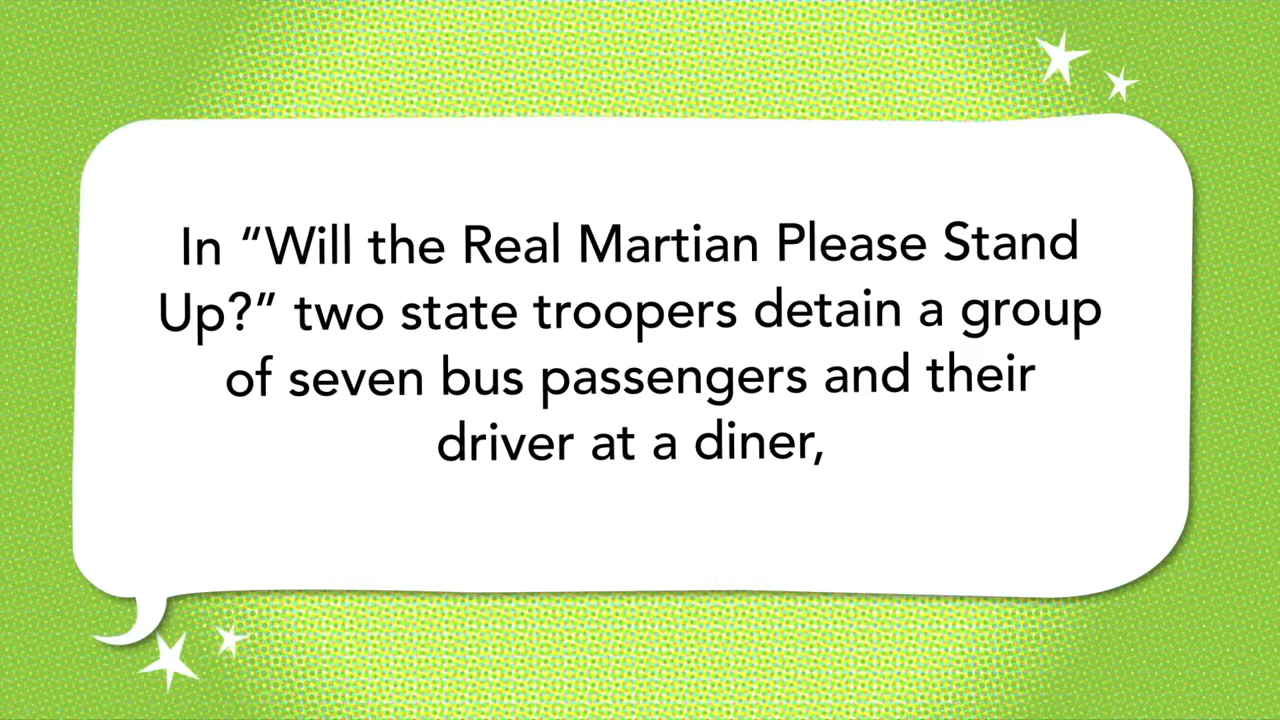 In “Will the Real Martian Please Stand
Up?” two state troopers detain a group
of seven bus passengers and their
driver at a diner,